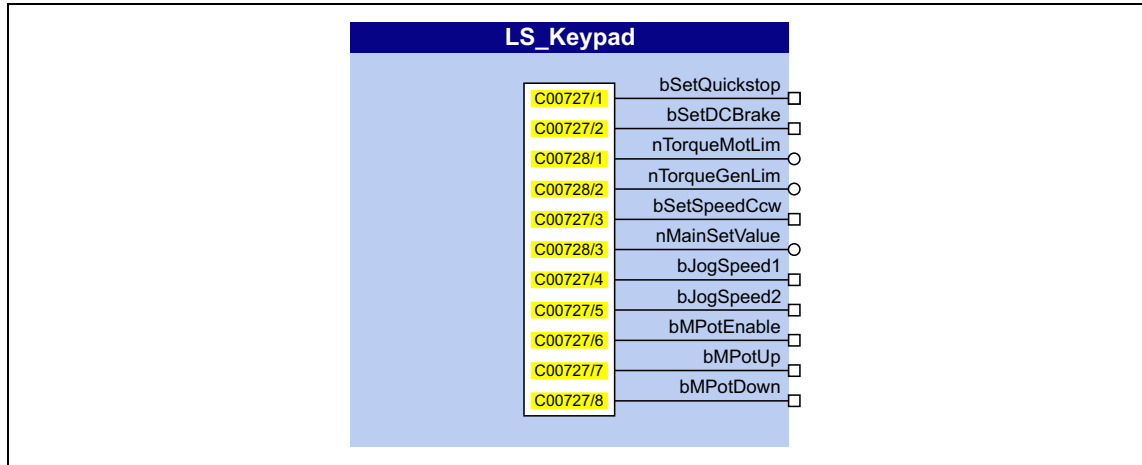 LS_Keypad
C00727/1 bSetQuickstop
C00727/2 bSetDCBrake
C00728/1 nTorqueMotLim
C00728/2 nTorqueGenLim
C00727/3 bSetSpeedCcw
C00728/3 nMainSetValue
C00727/4 bJogSpeed1
C00727/5 bJogSpeed2
C00727/6 bMPotEnable
C00727/7 bMPotUp
C00727/8 bMPotDown